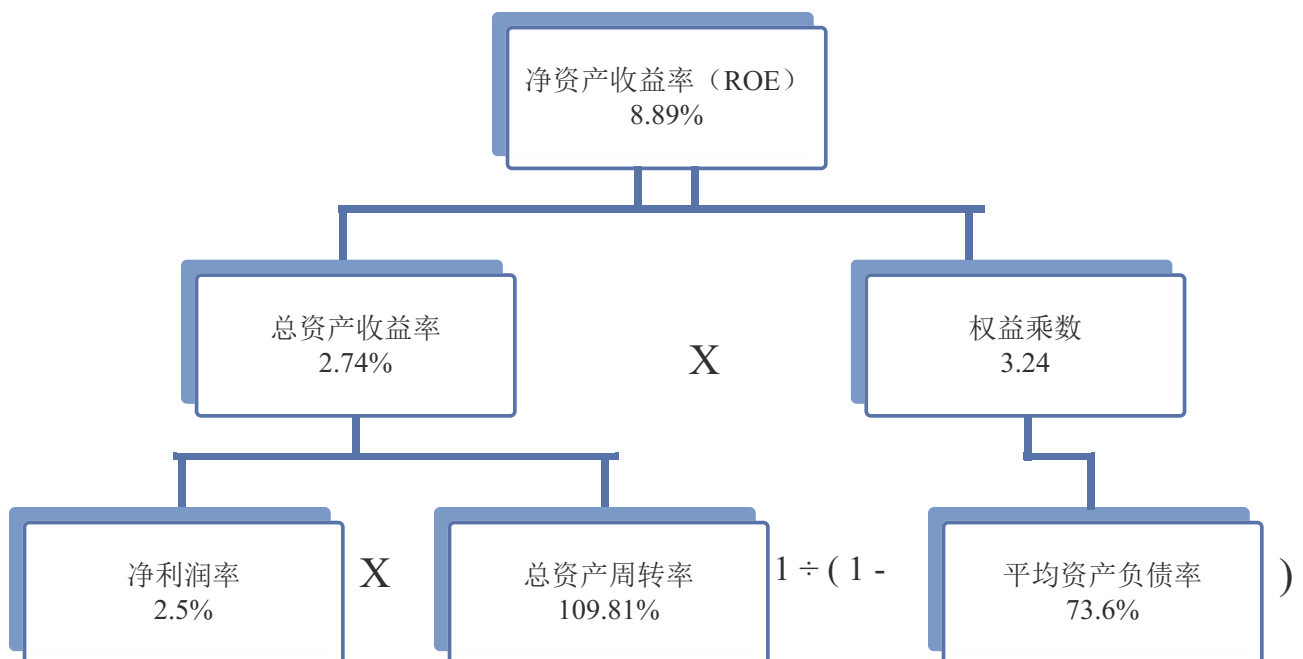 净资产收益率（ROE）
8.89%
总资产收益率
2.74%
X
权益乘数
3.24
净利润率
2.5%
X
总资产周转率
109.81%
1 ÷ ( 1 -
平均资产负债率
73.6%
)